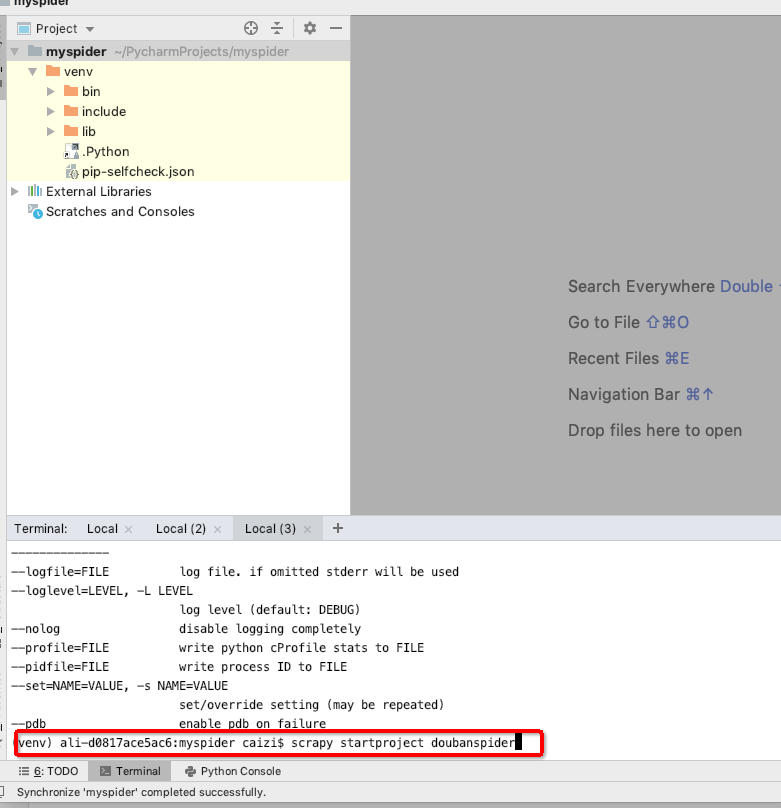 myspider
Project
myspider ~/PycharmProjects/myspider
venv
bin
include
lib
.Python
pip-selfcheck.json
External Libraries
Scratches and Consoles
Search Everywhere Double
Go to File ⇧⌘O
Recent Files ⌘E
Navigation Bar ⌘↑
Drop files here to open
Terminal: Local × Local (2) × Local (3) × +
--------------
--logfile=FILE log file. if omitted stderr will be used
--loglevel=LEVEL, -L LEVEL
log level (default: DEBUG)
--nolog disable logging completely
--profile=FILE write python cProfile stats to FILE
--pidfile=FILE write process ID to FILE
--set=NAME=VALUE, -s NAME=VALUE
set/override setting (may be repeated)
--pdb enable pdb on failure
(venv) ali-d0817ace5ac6:myspider caizi$ scrapy startproject doubanspider
6: TODO Terminal Python Console
Synchronize 'myspider' completed successfully.